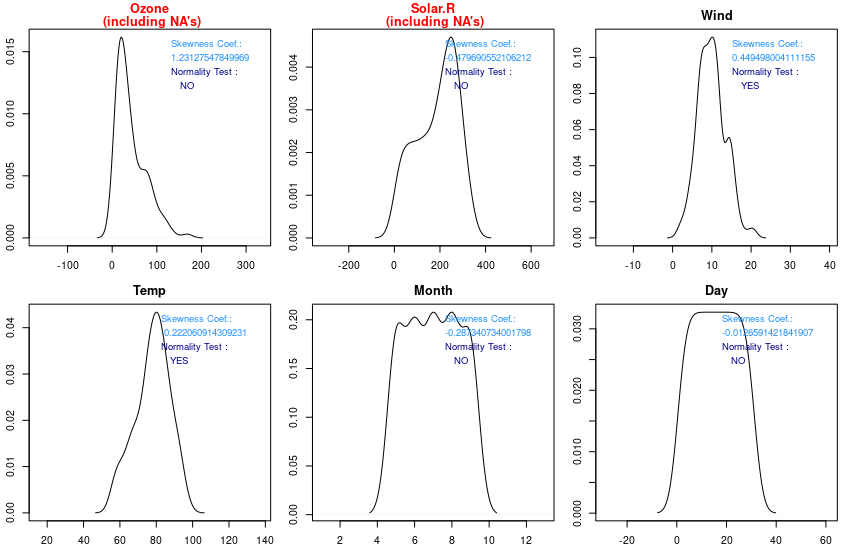 Ozone
(including NA's)
Skewness Coef.:
1.23127547849969
Normality Test :
NO
0.000
0.005
0.010
0.015
-100
0
100
200
300
Solar.R
(including NA's)
Skewness Coef.:
-0.479690552106212
Normality Test :
NO
0.000
0.001
0.002
0.003
0.004
-200
0
200
400
600
Wind
Skewness Coef.:
0.449498004111155
Normality Test :
YES
0.00
0.02
0.04
0.06
0.08
0.10
-10
0
10
20
30
40
Temp
Skewness Coef.:
-0.222060914309231
Normality Test :
YES
0.00
0.01
0.02
0.03
0.04
20
40
60
80
100
120
140
Month
Skewness Coef.:
-0.287340734001798
Normality Test :
NO
0.00
0.05
0.10
0.15
0.20
2
4
6
8
10
12
Day
Skewness Coef.:
-0.0126591421841907
Normality Test :
NO
0.000
0.010
0.020
0.030
-20
0
20
40
60